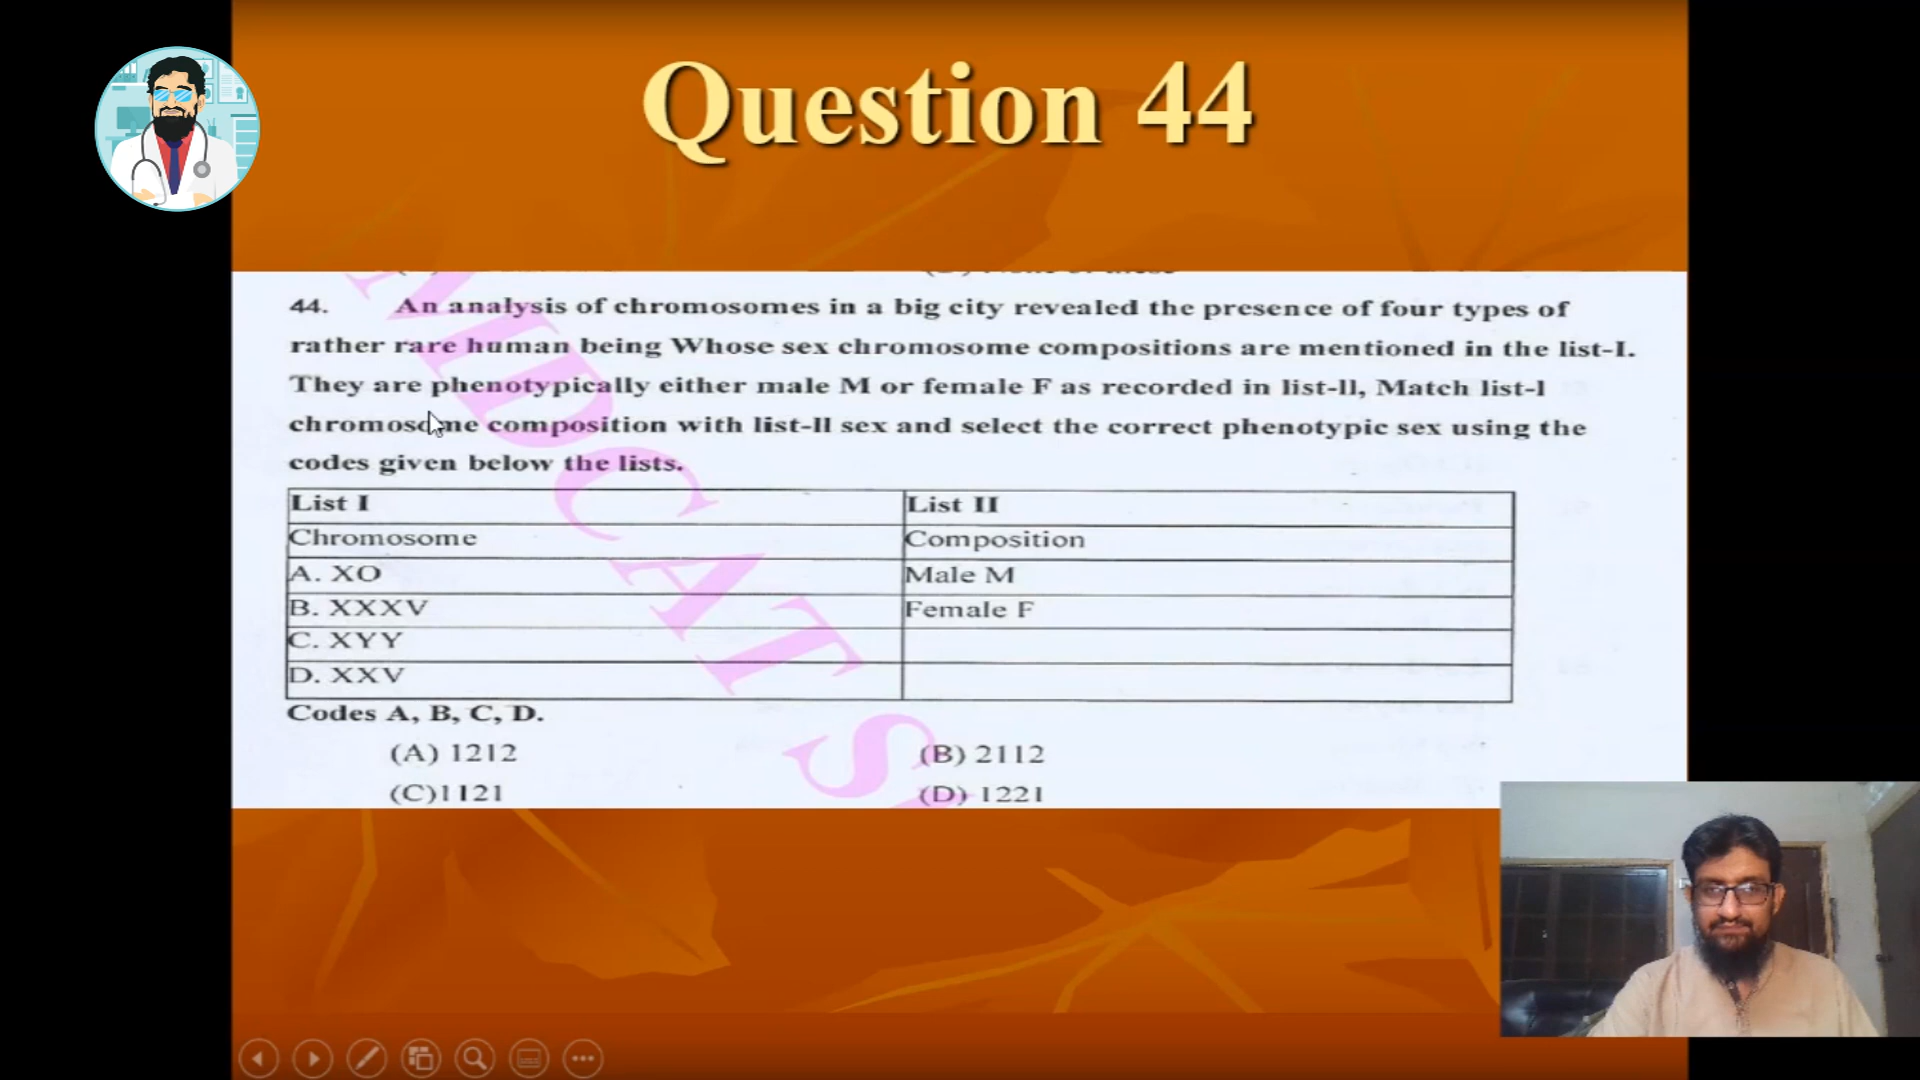 Question 44
44. An analysis of chromosomes in a big city revealed the presence of four types of
rather rare human being Whose sex chromosome compositions are mentioned in the list-I.
They are phenotypically either male M or female F as recorded in list-II, Match list-I
chromosome composition with list-II sex and select the correct phenotypic sex using the
codes given below the lists.
List I List II
Chromosome Composition
A. XO Male M
B. XXXV Female F
C. XYY
D. XXV
Codes A, B, C, D.
(A) 1212 (B) 2112
(C)1121 (D) 1221
MDCATS